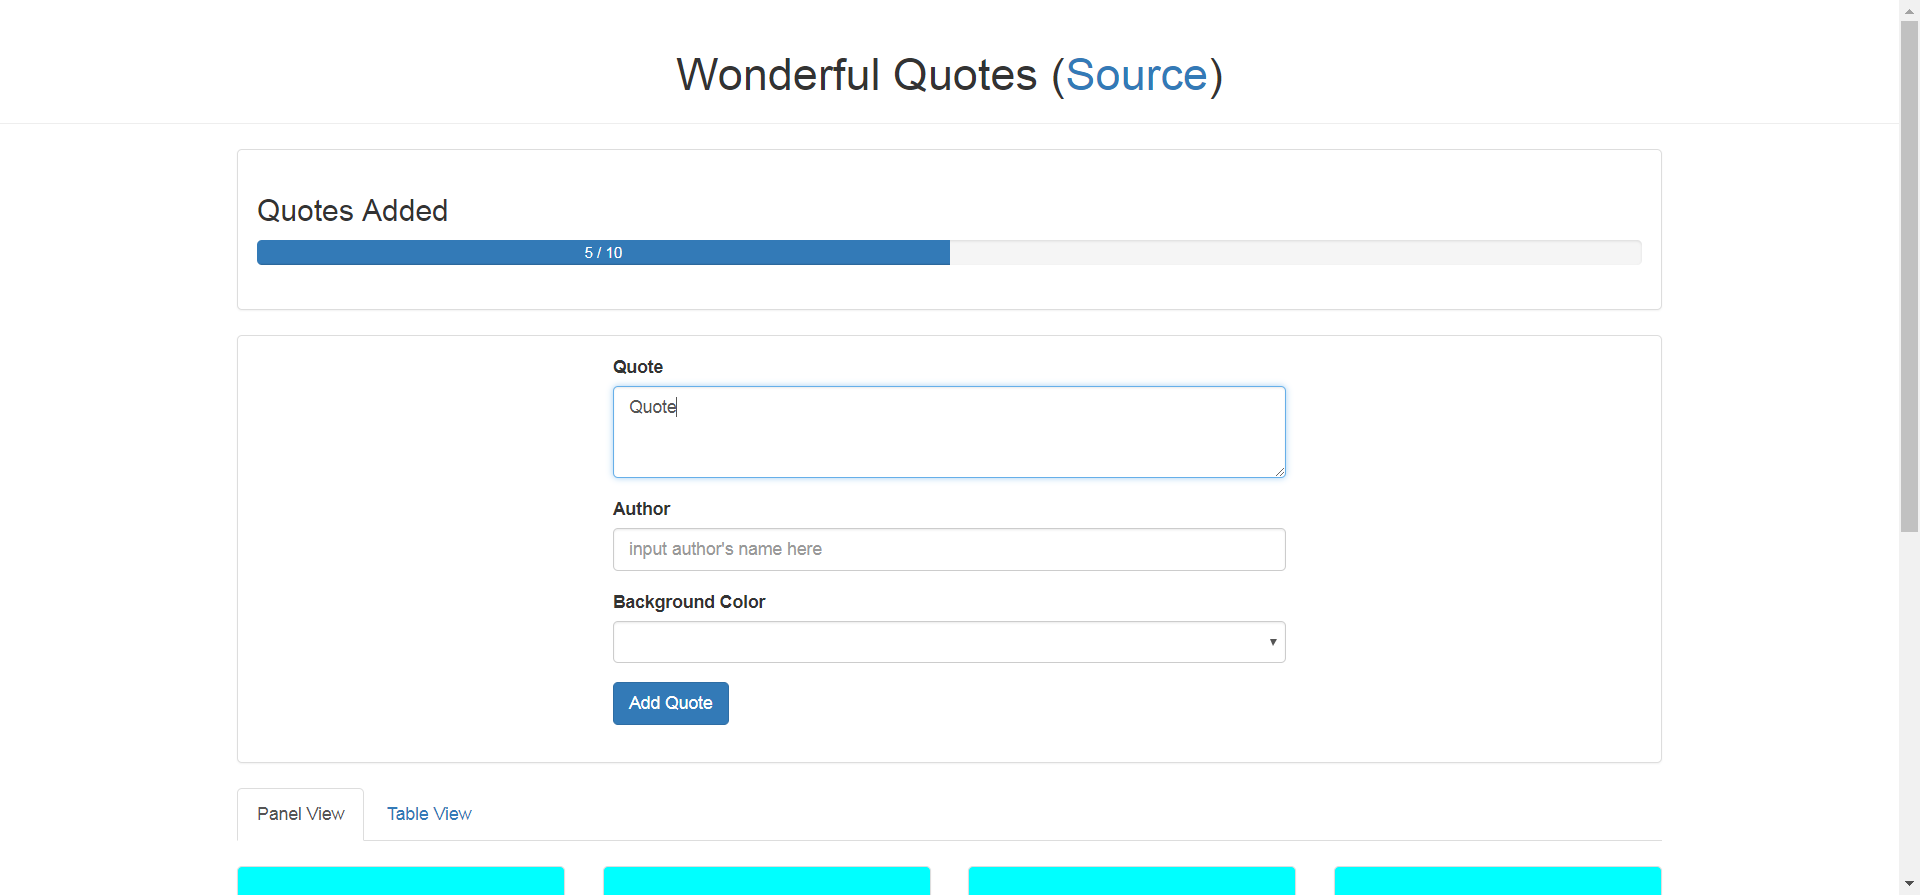 Wonderful Quotes (Source)
Quotes Added
5 / 10
Quote
Quote
Author
input author's name here
Background Color
Add Quote
Panel View
Table View